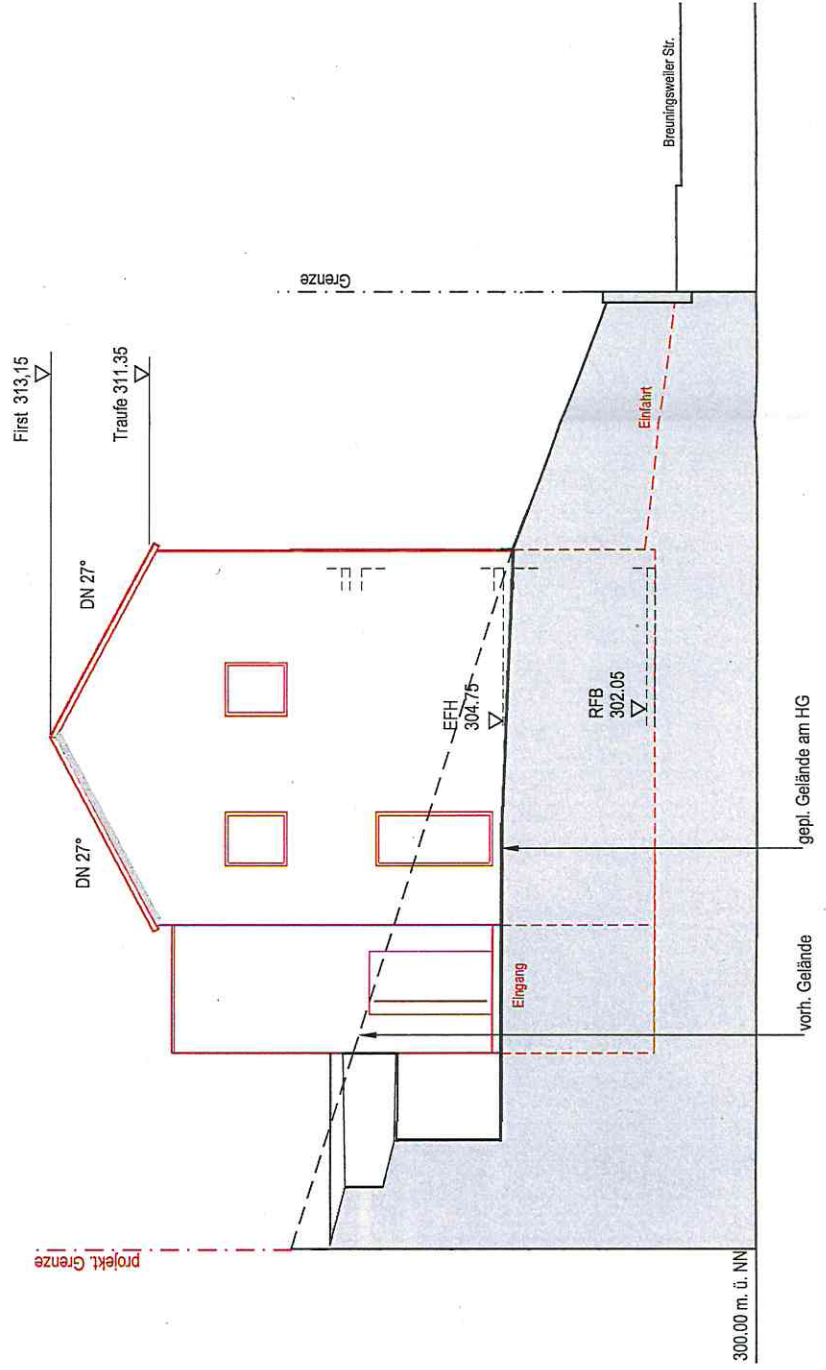 First 313,15
Traufe 311.35
DN 27°
DN 27°
Grenze
projekt. Grenze
EFH
304.75
RFB
302.05
Eingang
Einfahrt
Breuningsweiler Str.
300.00 m. ü. NN
vorh. Gelände
gepl. Gelände am HG